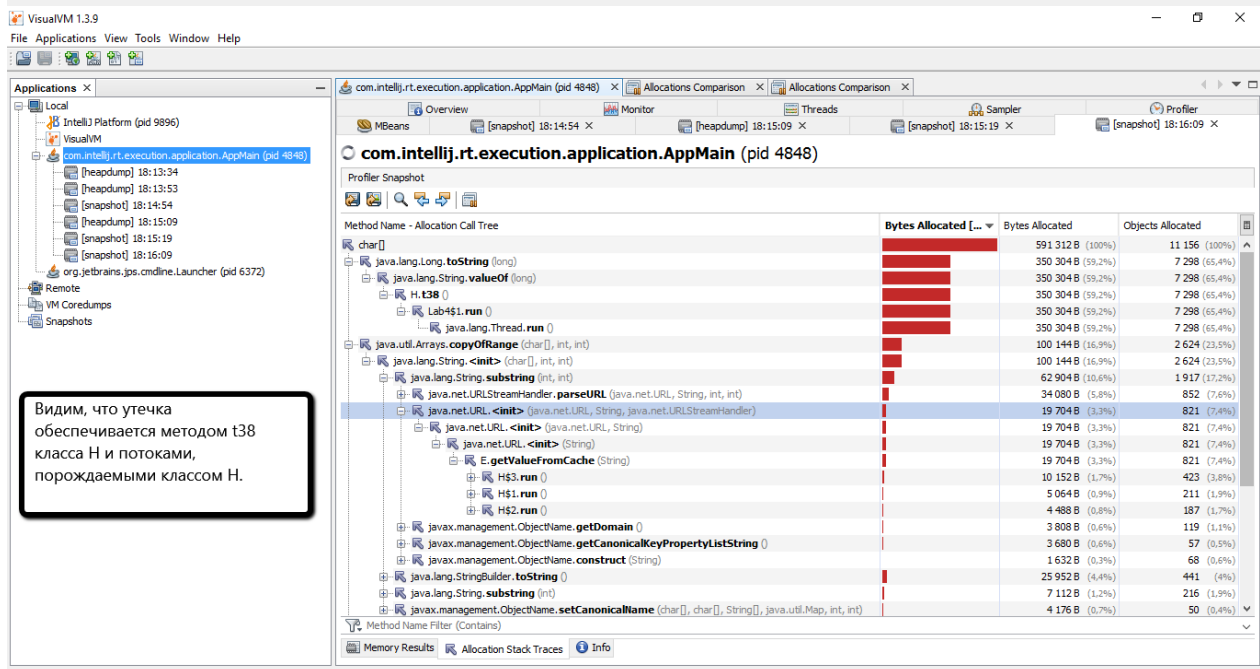 VisualVM 1.3.9
File Applications View Tools Window Help
Applications
Local
IntelliJ Platform (pid 9896)
VisualVM
com.intellij.rt.execution.application.AppMain (pid 4848)
[heapdump] 18:13:34
[heapdump] 18:13:53
[snapshot] 18:14:54
[heapdump] 18:15:09
[snapshot] 18:15:19
[snapshot] 18:16:09
org.jetbrains.jps.cmdline.Launcher (pid 6372)
Remote
VM Coredumps
Snapshots
Видим, что утечка
обеспечивается методом t38
класса H и потоками,
порождаемыми классом H.
com.intellij.rt.execution.application.AppMain (pid 4848) Allocations Comparison Allocations Comparison
Overview Monitor Threads Sampler Profiler
MBeans [snapshot] 18:14:54 [heapdump] 18:15:09 [snapshot] 18:15:19 [snapshot] 18:16:09
com.intellij.rt.execution.application.AppMain (pid 4848)
Profiler Snapshot
Method Name - Allocation Call Tree Bytes Allocated [... Bytes Allocated Objects Allocated
char[] 591 312 B (100%) 11 156 (100%)
java.lang.Long.toString (long) 350 304 B (59,2%) 7 298 (65,4%)
java.lang.String.valueOf (long) 350 304 B (59,2%) 7 298 (65,4%)
H.t38 () 350 304 B (59,2%) 7 298 (65,4%)
Lab4$1.run () 350 304 B (59,2%) 7 298 (65,4%)
java.lang.Thread.run () 350 304 B (59,2%) 7 298 (65,4%)
java.util.Arrays.copyOfRange (char[], int, int) 100 144 B (16,9%) 2 624 (23,5%)
java.lang.String.<init> (char[], int, int) 100 144 B (16,9%) 2 624 (23,5%)
java.lang.String.substring (int, int) 62 904 B (10,6%) 1 917 (17,2%)
java.net.URLStreamHandler.parseURL (java.net.URL, String, int, int) 34 080 B (5,8%) 852 (7,6%)
java.net.URL.<init> (java.net.URL, String, java.net.URLStreamHandler) 19 704 B (3,3%) 821 (7,4%)
java.net.URL.<init> (java.net.URL, String) 19 704 B (3,3%) 821 (7,4%)
java.net.URL.<init> (String) 19 704 B (3,3%) 821 (7,4%)
E.getValueFromCache (String) 19 704 B (3,3%) 821 (7,4%)
H$3.run () 10 152 B (1,7%) 423 (3,8%)
H$1.run () 5 064 B (0,9%) 211 (1,9%)
H$2.run () 4 488 B (0,8%) 187 (1,7%)
javax.management.ObjectName.getDomain () 3 808 B (0,6%) 119 (1,1%)
javax.management.ObjectName.getCanonicalKeyPropertyListString () 3 680 B (0,6%) 57 (0,5%)
javax.management.ObjectName.construct (String) 1 632 B (0,3%) 68 (0,6%)
java.lang.StringBuilder.toString () 25 952 B (4,4%) 441 (4%)
java.lang.String.substring (int) 7 112 B (1,2%) 216 (1,9%)
javax.management.ObjectName.setCanonicalName (char[], char[], String[], java.util.Map, int, int) 4 176 B (0,7%) 50 (0,4%)
Method Name Filter (Contains)
Memory Results Allocation Stack Traces Info